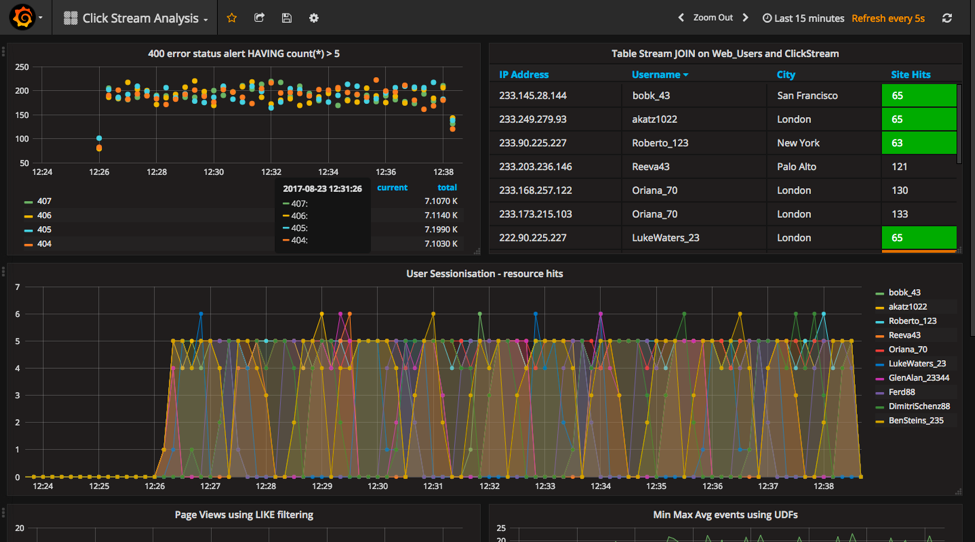 Click Stream Analysis
Zoom Out
Last 15 minutes Refresh every 5s
400 error status alert HAVING count(*) > 5
250
200
150
100
50
12:24 12:26 12:28 12:30 12:32 12:34 12:36 12:38
current total
407 7.1070 K
406 7.1140 K
405 7.1990 K
404 7.1030 K
2017-08-23 12:31:26
407:
406:
405:
404:
Table Stream JOIN on Web_Users and ClickStream
IP Address Username City Site Hits
233.145.28.144 bobk_43 San Francisco 65
233.249.279.93 akatz1022 London 65
233.90.225.227 Roberto_123 New York 63
233.203.236.146 Reeva43 Palo Alto 121
233.168.257.122 Oriana_70 London 130
233.173.215.103 Oriana_70 London 133
222.90.225.227 LukeWaters_23 London 65
User Sessionisation - resource hits
7
6
5
4
3
2
1
0
12:24 12:25 12:26 12:27 12:28 12:29 12:30 12:31 12:32 12:33 12:34 12:35 12:36 12:37 12:38
bobk_43
akatz1022
Roberto_123
Reeva43
Oriana_70
LukeWaters_23
GlenAlan_23344
Ferd88
DimitriSchenz88
BenSteins_235
Page Views using LIKE filtering
20
Min Max Avg events using UDFs
25
20